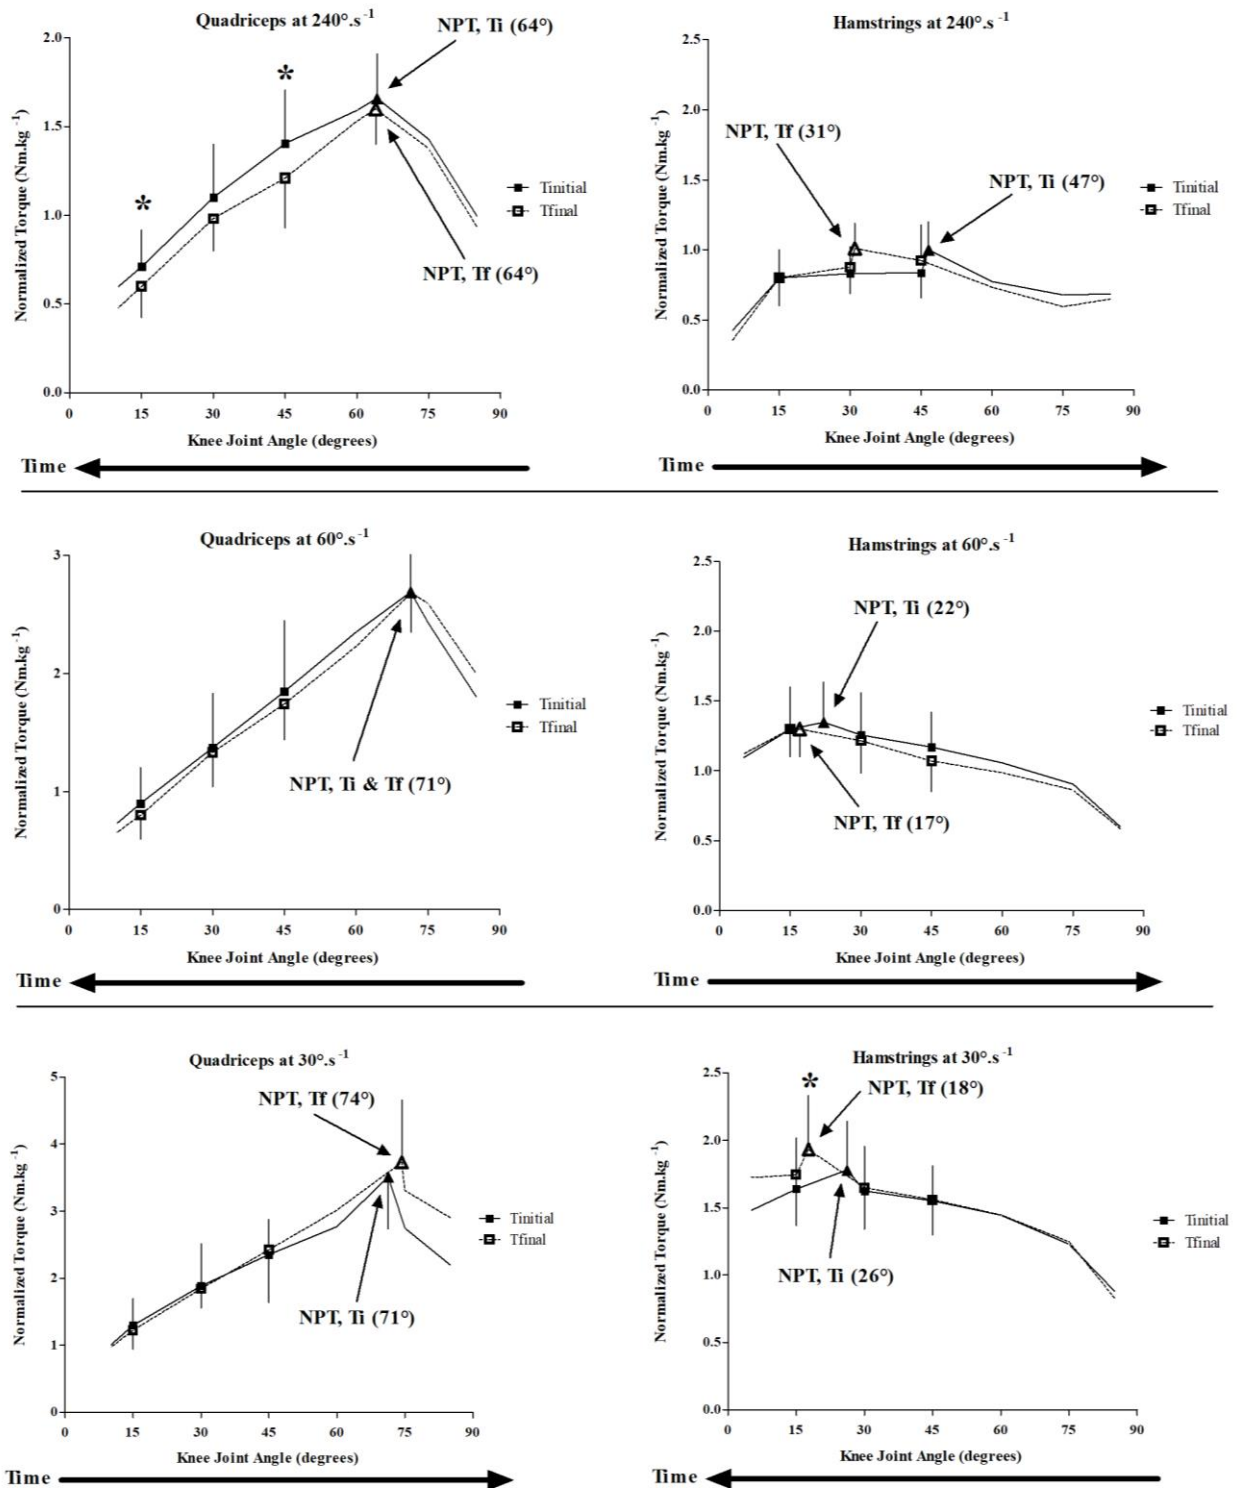 Quadriceps at 240°.s⁻¹
NPT, Ti (64°)
2.0
1.5
1.0
0.5
0.0
Normalized Torque (Nm.kg⁻¹)
*
*
NPT, Tf (64°)
Tinitial
Tfinal
0 15 30 45 60 75 90
Knee Joint Angle (degrees)
Time
Hamstrings at 240°.s⁻¹
2.5
2.0
1.5
1.0
0.5
0.0
Normalized Torque (Nm.kg⁻¹)
NPT, Tf (31°)
NPT, Ti (47°)
Tinitial
Tfinal
0 15 30 45 60 75 90
Knee Joint Angle (degrees)
Time
Quadriceps at 60°.s⁻¹
3
2
1
0
Normalized Torque (Nm.kg⁻¹)
NPT, Ti & Tf (71°)
Tinitial
Tfinal
0 15 30 45 60 75 90
Knee Joint Angle (degrees)
Time
Hamstrings at 60°.s⁻¹
2.5
2.0
1.5
1.0
0.5
0.0
Normalized Torque (Nm.kg⁻¹)
NPT, Ti (22°)
NPT, Tf (17°)
Tinitial
Tfinal
0 15 30 45 60 75 90
Knee Joint Angle (degrees)
Time
Quadriceps at 30°.s⁻¹
5
4
3
2
1
0
Normalized Torque (Nm.kg⁻¹)
NPT, Tf (74°)
NPT, Ti (71°)
Tinitial
Tfinal
0 15 30 45 60 75 90
Knee Joint Angle (degrees)
Time
Hamstrings at 30°.s⁻¹
2.5
2.0
1.5
1.0
0.5
0.0
Normalized Torque (Nm.kg⁻¹)
*
NPT, Tf (18°)
NPT, Ti (26°)
Tinitial
Tfinal
0 15 30 45 60 75 90
Knee Joint Angle (degrees)
Time